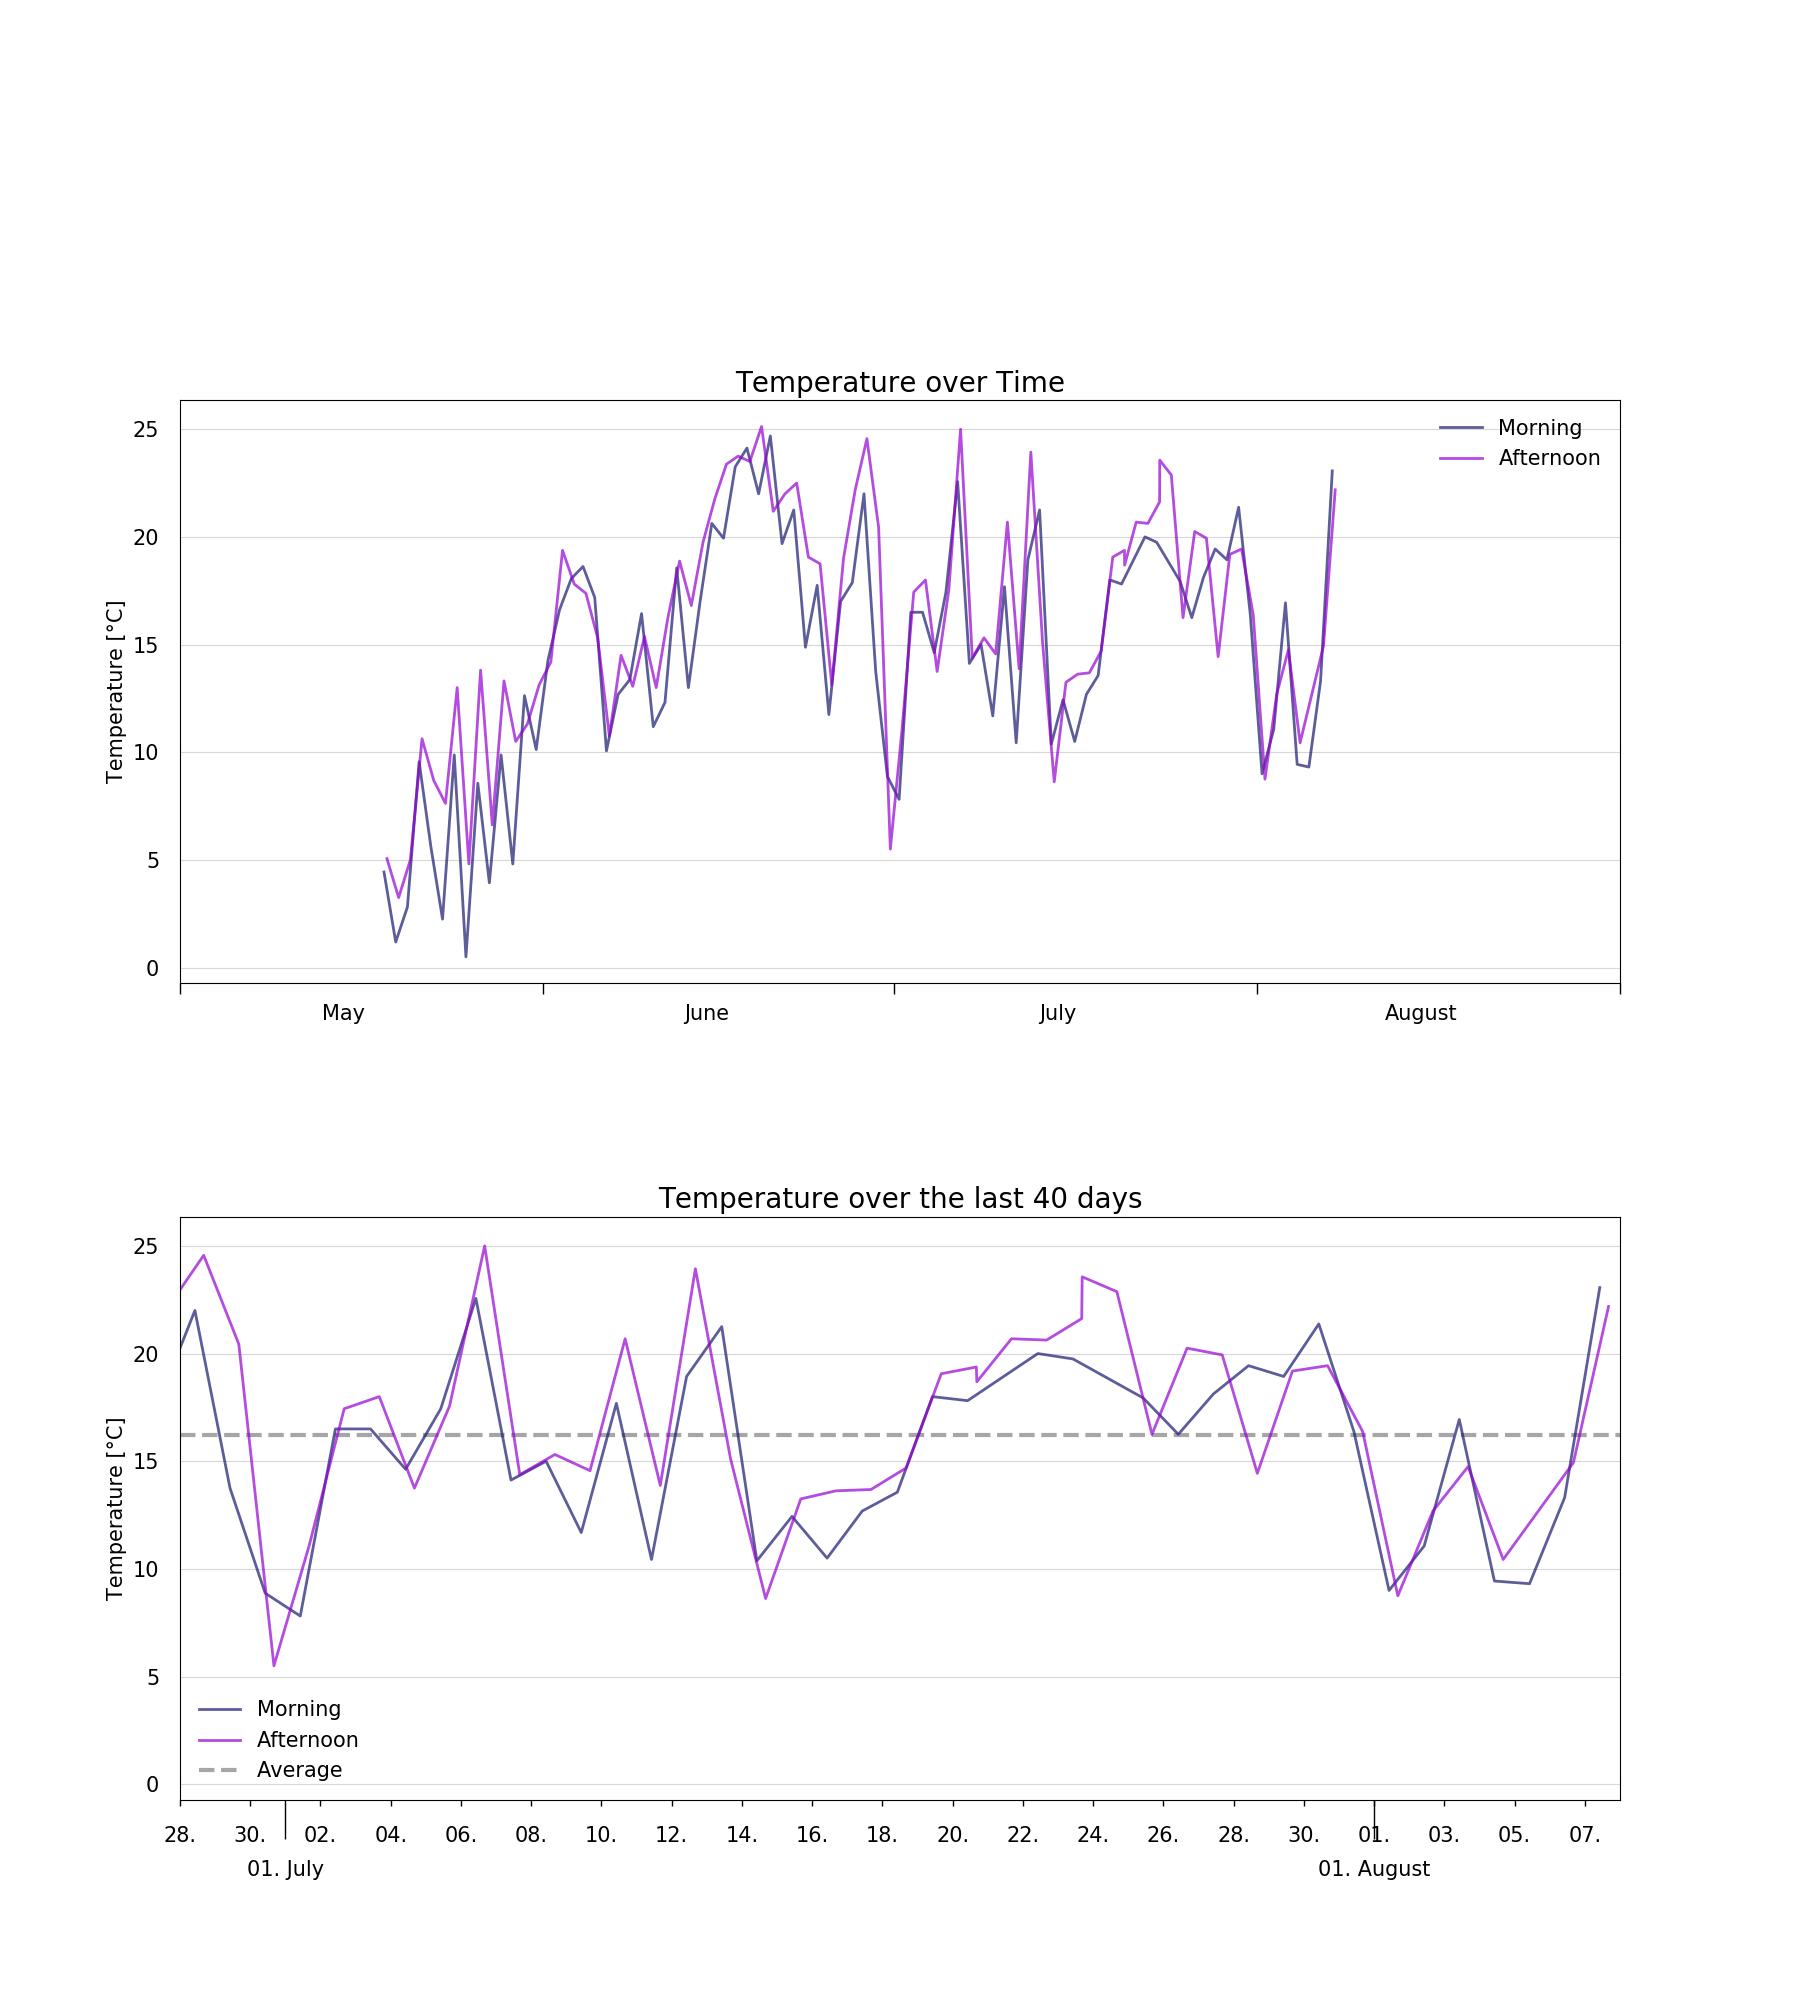 Temperature over Time
Temperature [°C]
25
20
15
10
5
0
Morning
Afternoon
May June July August
Temperature over the last 40 days
Temperature [°C]
25
20
15
10
5
0
Morning
Afternoon
Average
28. 30. 02. 04. 06. 08. 10. 12. 14. 16. 18. 20. 22. 24. 26. 28. 30. 01. 03. 05. 07.
01. July 01. August